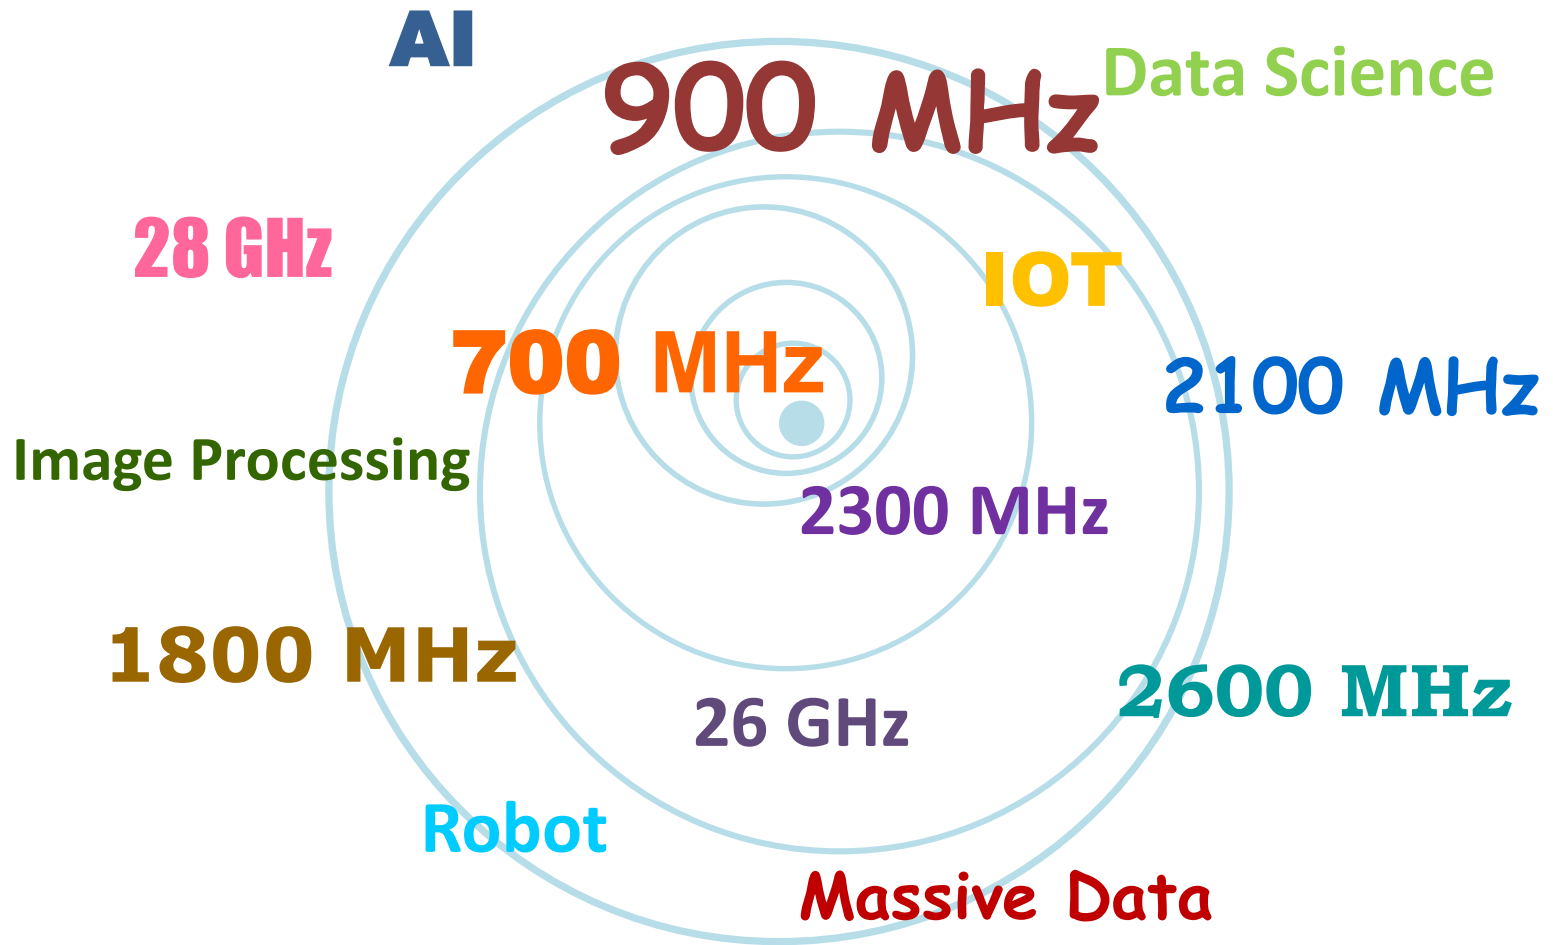 AI
900 MHz
Data Science
28 GHz
IOT
700 MHz
2100 MHz
Image Processing
2300 MHz
1800 MHz
2600 MHz
26 GHz
Robot
Massive Data